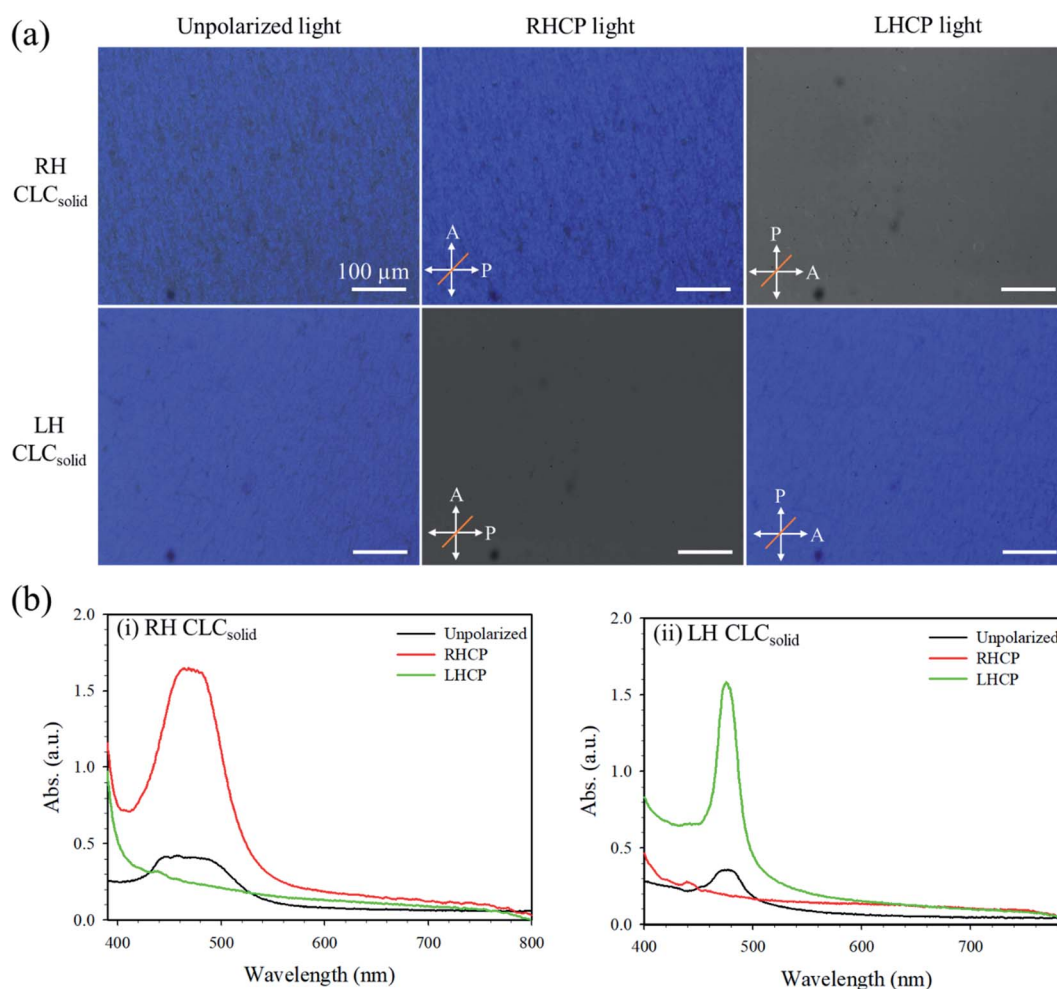 (a)
Unpolarized light
RHCP light
LHCP light
RH
CLCsolid
100 µm
A
P
P
A
LH
CLCsolid
A
P
P
A
(b)
2.0
(i) RH CLCsolid
Unpolarized
RHCP
LHCP
1.5
1.0
0.5
0.0
Abs. (a.u.)
400 500 600 700 800
Wavelength (nm)
2.0
(ii) LH CLCsolid
Unpolarized
RHCP
LHCP
1.5
1.0
0.5
0.0
Abs. (a.u.)
400 500 600 700
Wavelength (nm)